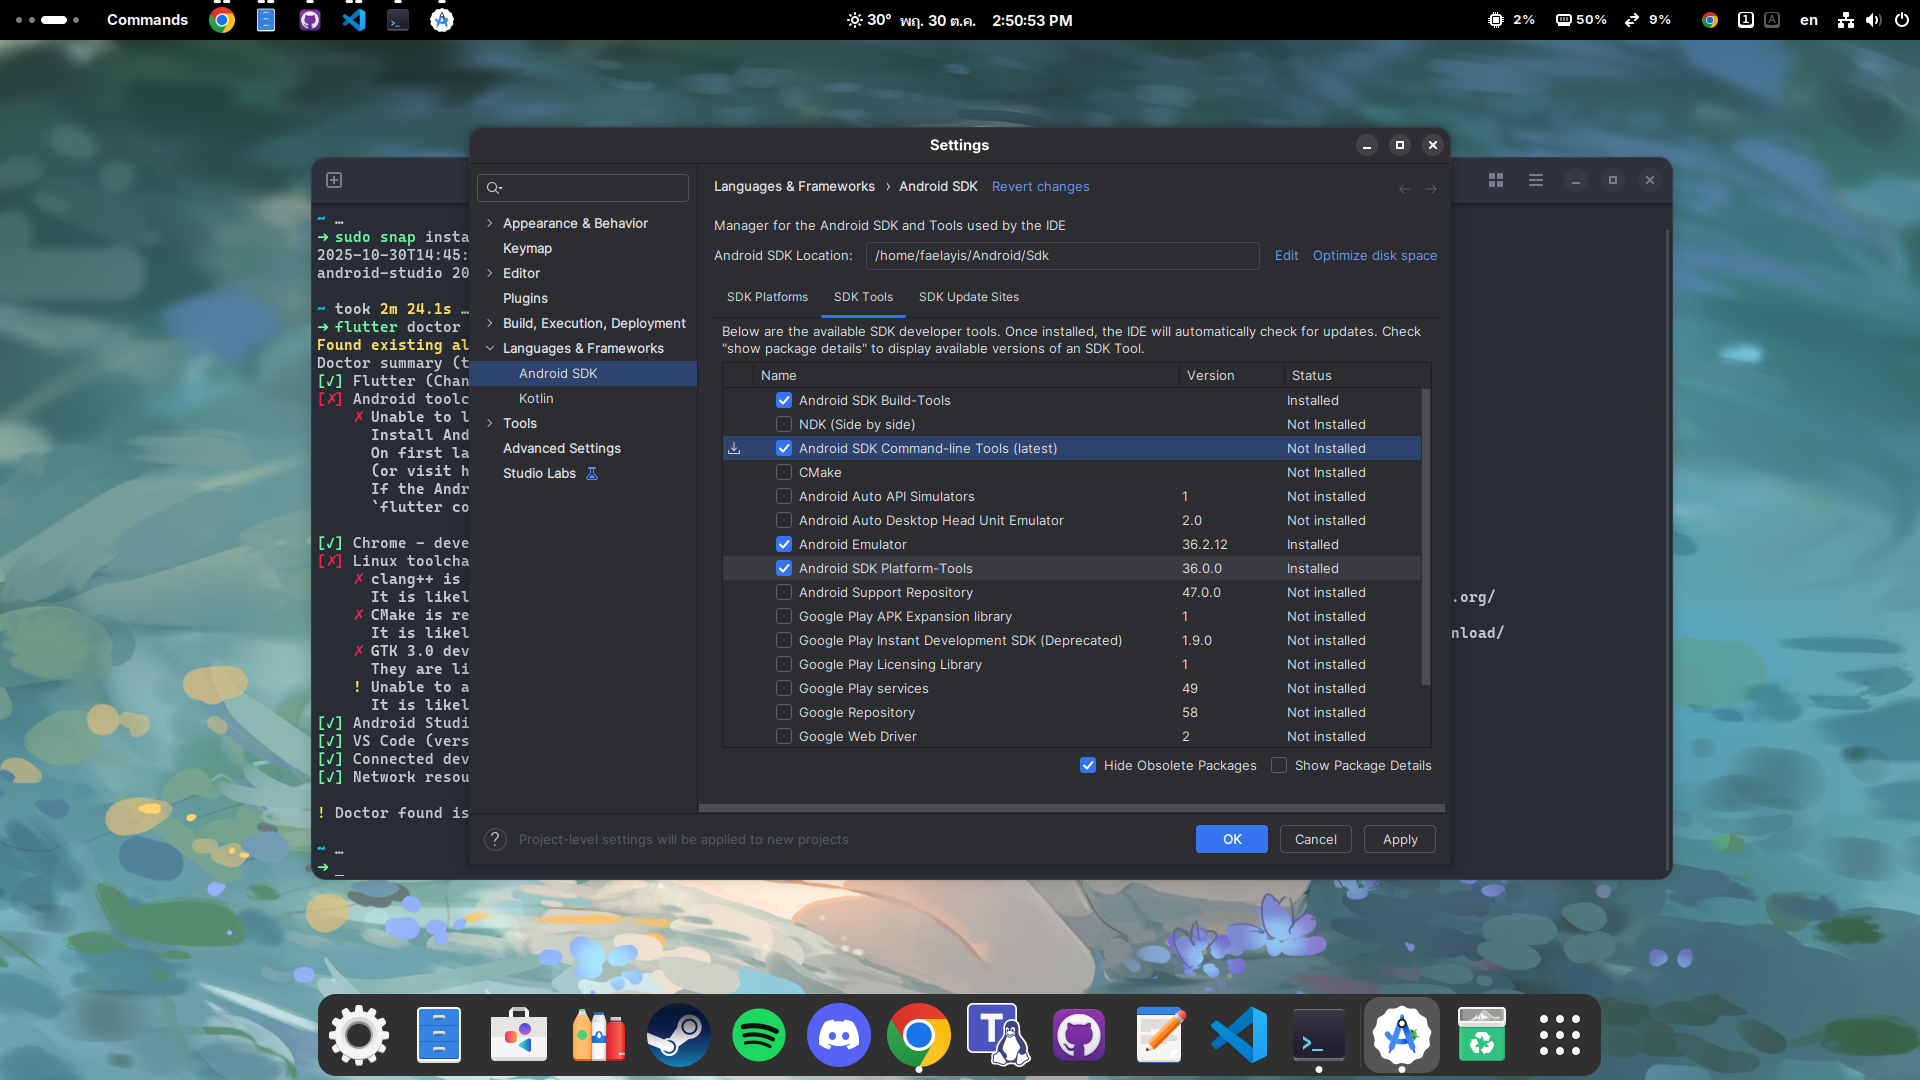 Commands
30° พฤ. 30 ต.ค. 2:50:53 PM
2% 50% 9% 1 A en
Settings
~ …
→ sudo snap insta
2025-10-30T14:45:
android-studio 20
~ took 2m 24.1s …
→ flutter doctor
Found existing al
Doctor summary (t
[✓] Flutter (Chan
[✗] Android toolc
✗ Unable to l
Install And
On first la
(or visit h
If the Andr
`flutter co
[✓] Chrome - deve
[✗] Linux toolcha
✗ clang++ is
It is likel
✗ CMake is re
It is likel
✗ GTK 3.0 dev
They are li
! Unable to a
It is likel
[✓] Android Studi
[✓] VS Code (vers
[✓] Connected dev
[✓] Network resou
! Doctor found is
~ …
→ _
.org/
nload/
Appearance & Behavior
Keymap
Editor
Plugins
Build, Execution, Deployment
Languages & Frameworks
Android SDK
Kotlin
Tools
Advanced Settings
Studio Labs
Languages & Frameworks › Android SDK Revert changes
Manager for the Android SDK and Tools used by the IDE
Android SDK Location: /home/faelayis/Android/Sdk Edit Optimize disk space
SDK Platforms SDK Tools SDK Update Sites
Below are the available SDK developer tools. Once installed, the IDE will automatically check for updates. Check
"show package details" to display available versions of an SDK Tool.
Name Version Status
Android SDK Build-Tools Installed
NDK (Side by side) Not Installed
Android SDK Command-line Tools (latest) Not Installed
CMake Not Installed
Android Auto API Simulators 1 Not installed
Android Auto Desktop Head Unit Emulator 2.0 Not installed
Android Emulator 36.2.12 Installed
Android SDK Platform-Tools 36.0.0 Installed
Android Support Repository 47.0.0 Not installed
Google Play APK Expansion library 1 Not installed
Google Play Instant Development SDK (Deprecated) 1.9.0 Not installed
Google Play Licensing Library 1 Not installed
Google Play services 49 Not installed
Google Repository 58 Not installed
Google Web Driver 2 Not installed
Hide Obsolete Packages Show Package Details
? Project-level settings will be applied to new projects
OK Cancel Apply
T